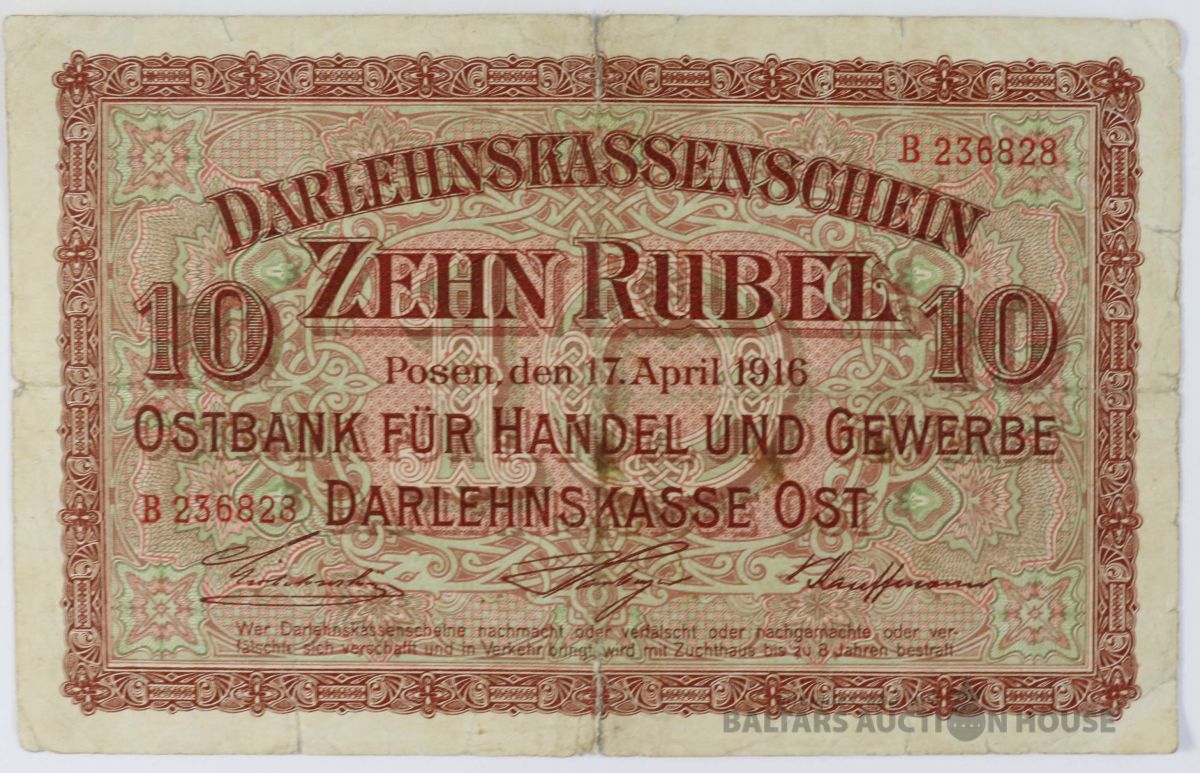 B 236828
DARLEHNSKASSENSCHEIN
ZEHN RUBEL
10 10
Posen, den 17. April 1916
OSTBANK FÜR HANDEL UND GEWERBE
B 236828 DARLEHNSKASSE OST
Wer Darlehnskassenscheine nachmacht oder verfälscht oder nachgemachte oder ver-
fälschte sich verschafft und in Verkehr bringt, wird mit Zuchthaus bis zu 8 Jahren bestraft
BALTARS AUCTION HOUSE